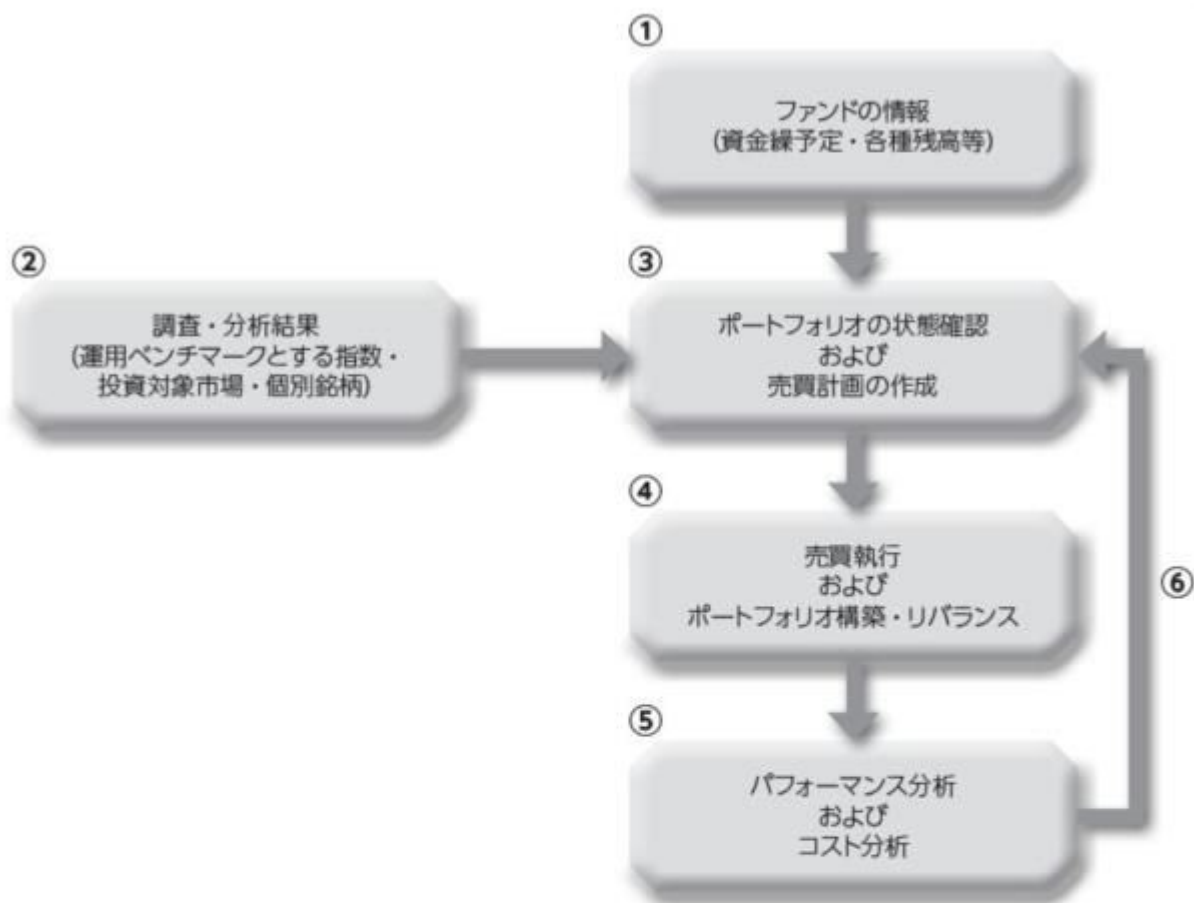 ①
ファンドの情報
(資金繰予定・各種残高等)
②
調査・分析結果
(運用ベンチマークとする指数・
投資対象市場・個別銘柄)
③
ポートフォリオの状態確認
および
売買計画の作成
④
売買執行
および
ポートフォリオ構築・リバランス
⑥
⑤
パフォーマンス分析
および
コスト分析